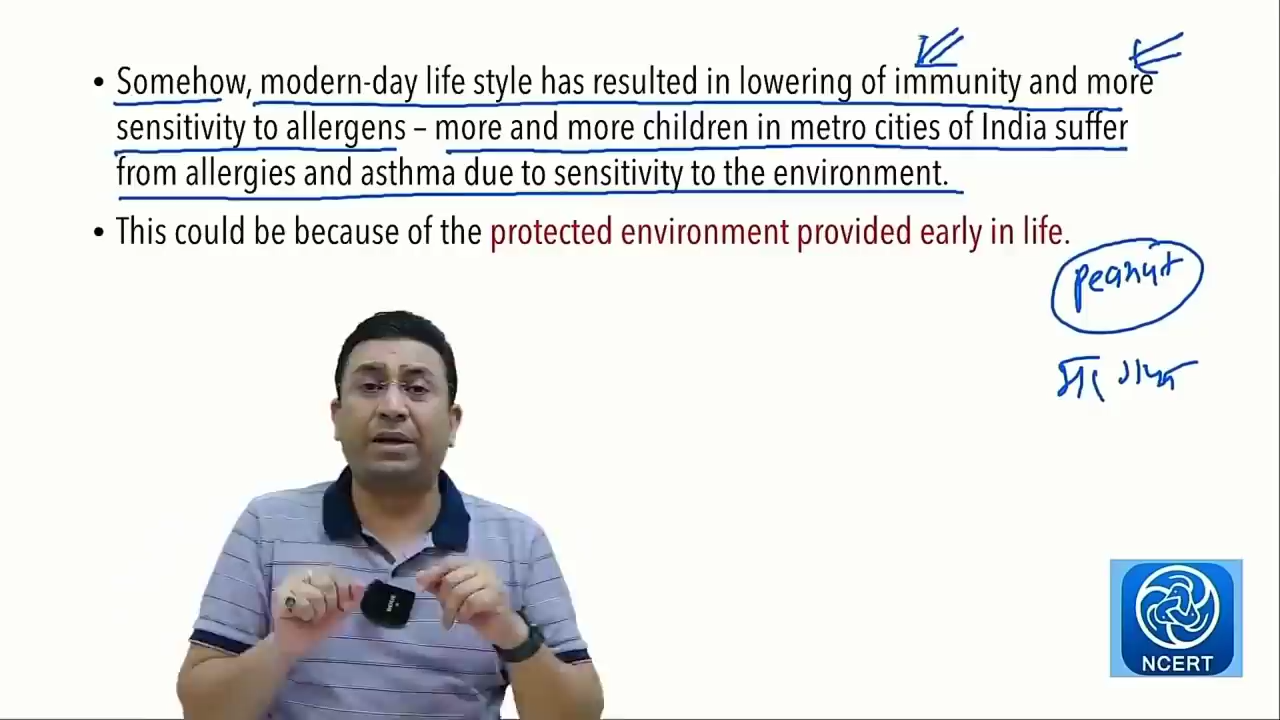 • Somehow, modern-day life style has resulted in lowering of immunity and more
sensitivity to allergens – more and more children in metro cities of India suffer
from allergies and asthma due to sensitivity to the environment.
• This could be because of the protected environment provided early in life.
peanut
NCERT